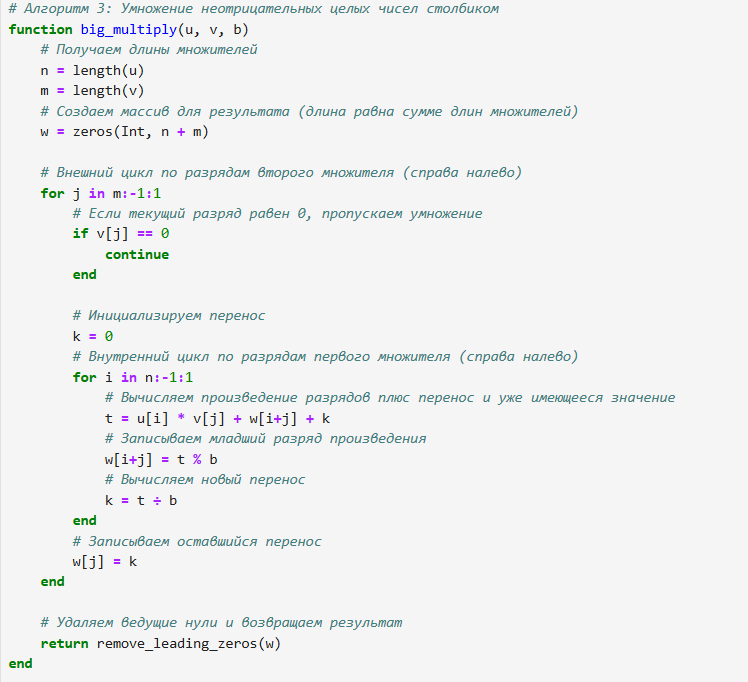 # Алгоритм 3: Умножение неотрицательных целых чисел столбиком
function big_multiply(u, v, b)
    # Получаем длины множителей
    n = length(u)
    m = length(v)
    # Создаем массив для результата (длина равна сумме длин множителей)
    w = zeros(Int, n + m)

    # Внешний цикл по разрядам второго множителя (справа налево)
    for j in m:-1:1
        # Если текущий разряд равен 0, пропускаем умножение
        if v[j] == 0
            continue
        end

        # Инициализируем перенос
        k = 0
        # Внутренний цикл по разрядам первого множителя (справа налево)
        for i in n:-1:1
            # Вычисляем произведение разрядов плюс перенос и уже имеющееся значение
            t = u[i] * v[j] + w[i+j] + k
            # Записываем младший разряд произведения
            w[i+j] = t % b
            # Вычисляем новый перенос
            k = t ÷ b
        end
        # Записываем оставшийся перенос
        w[j] = k
    end

    # Удаляем ведущие нули и возвращаем результат
    return remove_leading_zeros(w)
end